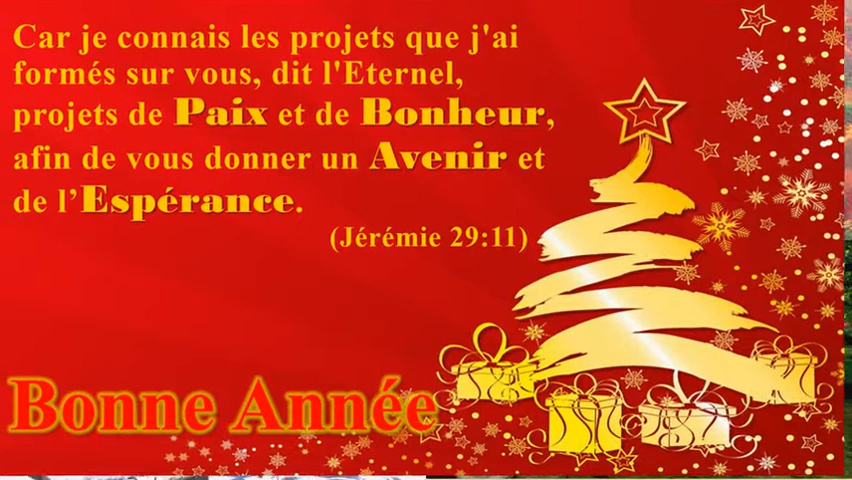 Car je connais les projets que j'ai
formés sur vous, dit l'Eternel,
projets de Paix et de Bonheur,
afin de vous donner un Avenir et
de l’Espérance.
(Jérémie 29:11)
Bonne Année